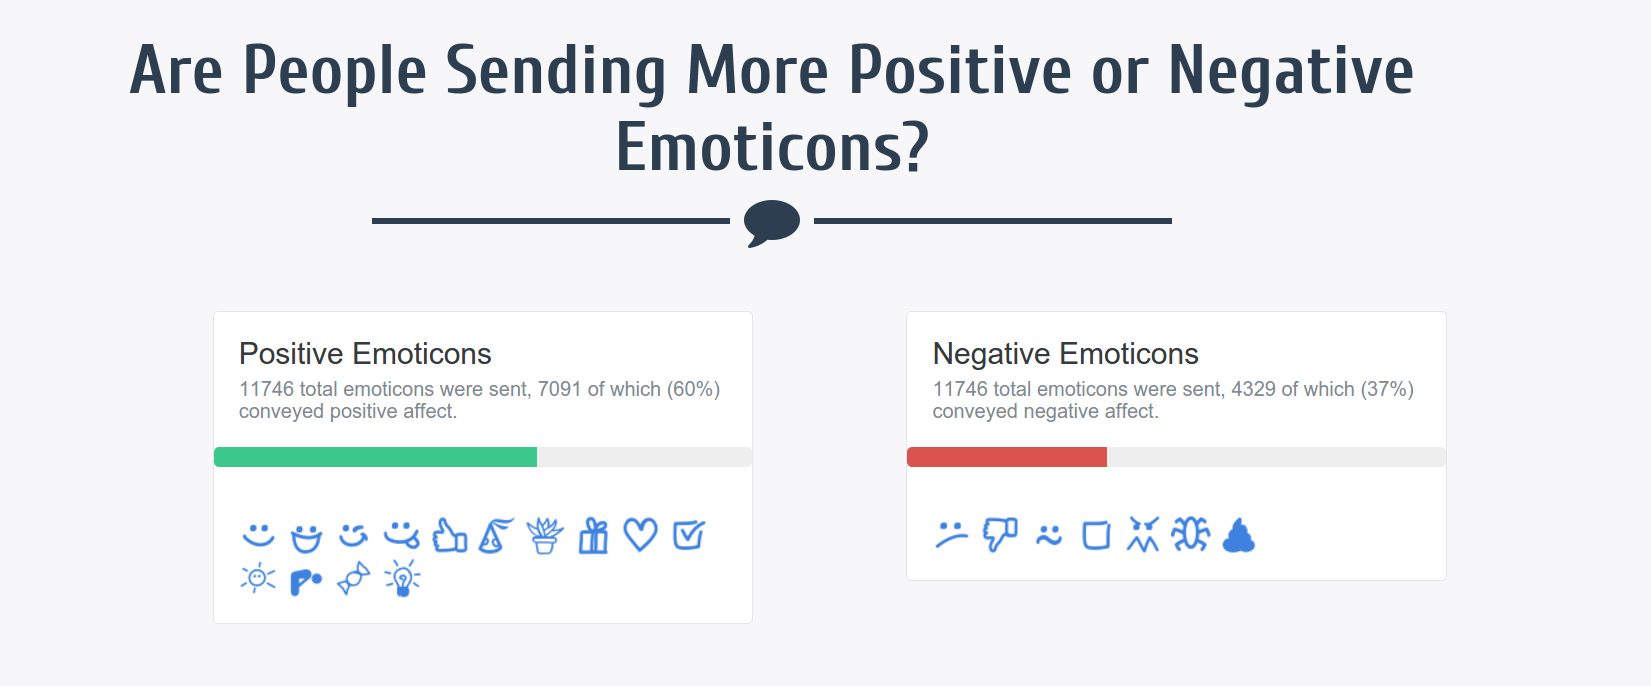 Are People Sending More Positive or Negative
Emoticons?
Positive Emoticons
11746 total emoticons were sent, 7091 of which (60%)
conveyed positive affect.
Negative Emoticons
11746 total emoticons were sent, 4329 of which (37%)
conveyed negative affect.